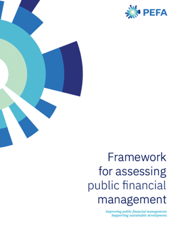 PEFA
Framework
for assessing
public financial
management
Improving public financial management.
Supporting sustainable development.